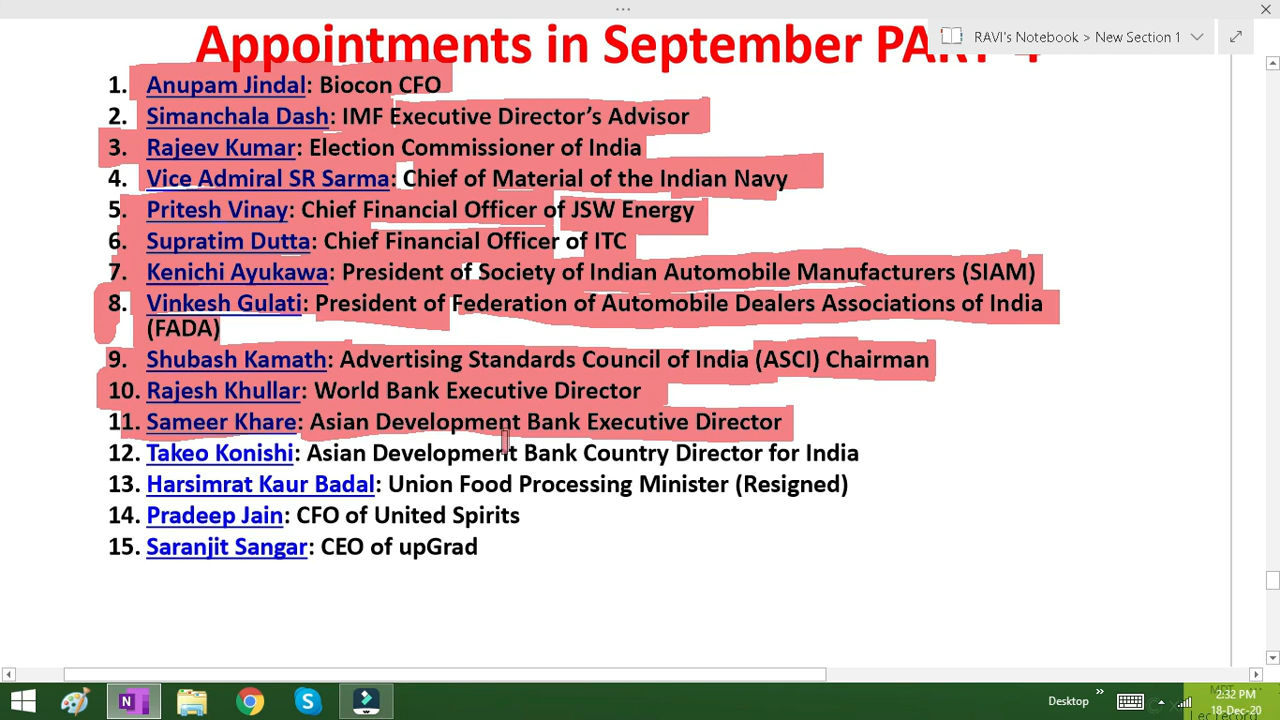 RAVI's Notebook > New Section 1
Appointments in September PART 4
1. Anupam Jindal: Biocon CFO
2. Simanchala Dash: IMF Executive Director's Advisor
3. Rajeev Kumar: Election Commissioner of India
4. Vice Admiral SR Sarma: Chief of Material of the Indian Navy
5. Pritesh Vinay: Chief Financial Officer of JSW Energy
6. Supratim Dutta: Chief Financial Officer of ITC
7. Kenichi Ayukawa: President of Society of Indian Automobile Manufacturers (SIAM)
8. Vinkesh Gulati: President of Federation of Automobile Dealers Associations of India
(FADA)
9. Shubash Kamath: Advertising Standards Council of India (ASCI) Chairman
10. Rajesh Khullar: World Bank Executive Director
11. Sameer Khare: Asian Development Bank Executive Director
12. Takeo Konishi: Asian Development Bank Country Director for India
13. Harsimrat Kaur Badal: Union Food Processing Minister (Resigned)
14. Pradeep Jain: CFO of United Spirits
15. Saranjit Sangar: CEO of upGrad
Desktop
2:32 PM
18-Dec-20